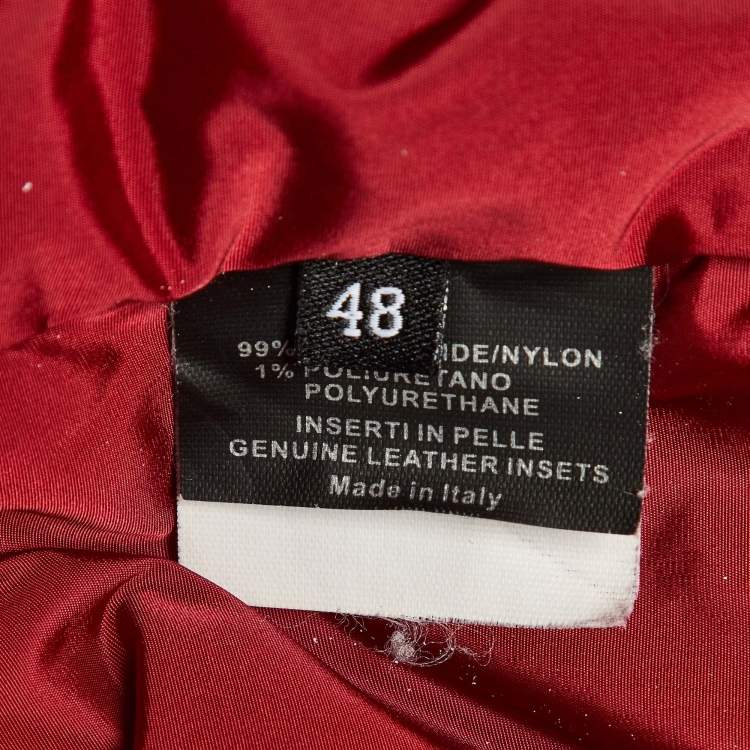 48
99% IDE/NYLON
1% POLIURETANO
POLYURETHANE
INSERTI IN PELLE
GENUINE LEATHER INSETS
Made in Italy